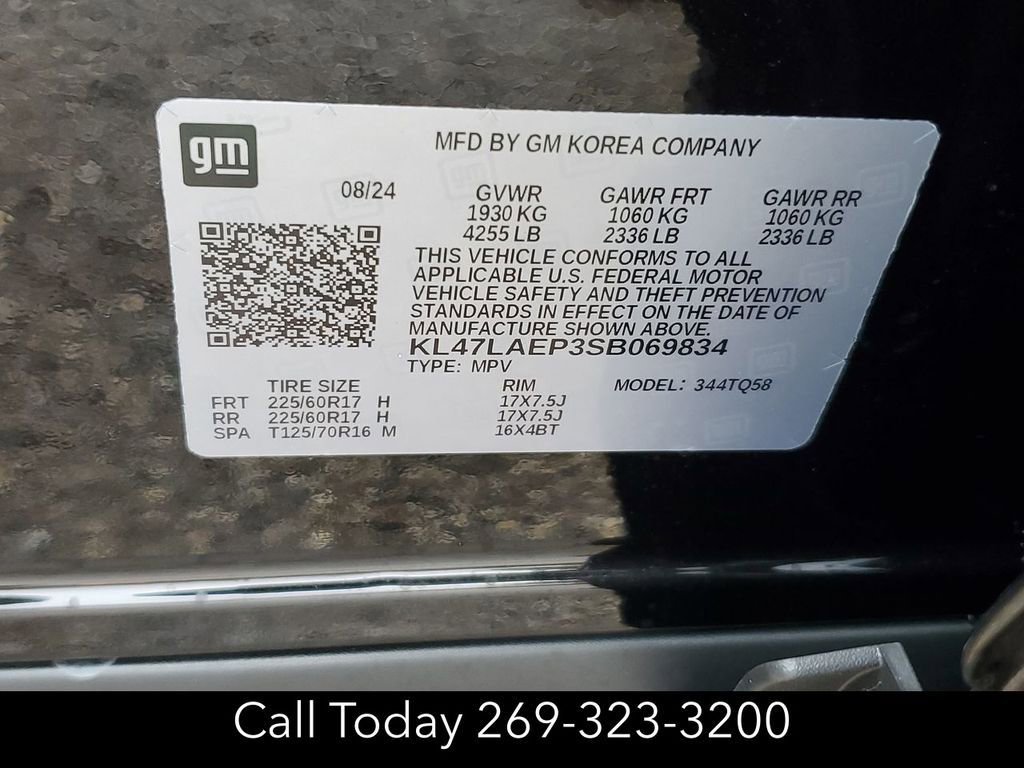 gm
MFD BY GM KOREA COMPANY
08/24 GVWR GAWR FRT GAWR RR
1930 KG 1060 KG 1060 KG
4255 LB 2336 LB 2336 LB
THIS VEHICLE CONFORMS TO ALL
APPLICABLE U.S. FEDERAL MOTOR
VEHICLE SAFETY AND THEFT PREVENTION
STANDARDS IN EFFECT ON THE DATE OF
MANUFACTURE SHOWN ABOVE.
KL47LAEP3SB069834
TYPE: MPV
TIRE SIZE RIM MODEL: 344TQ58
FRT 225/60R17 H 17X7.5J
RR 225/60R17 H 17X7.5J
SPA T125/70R16 M 16X4BT
Call Today 269-323-3200